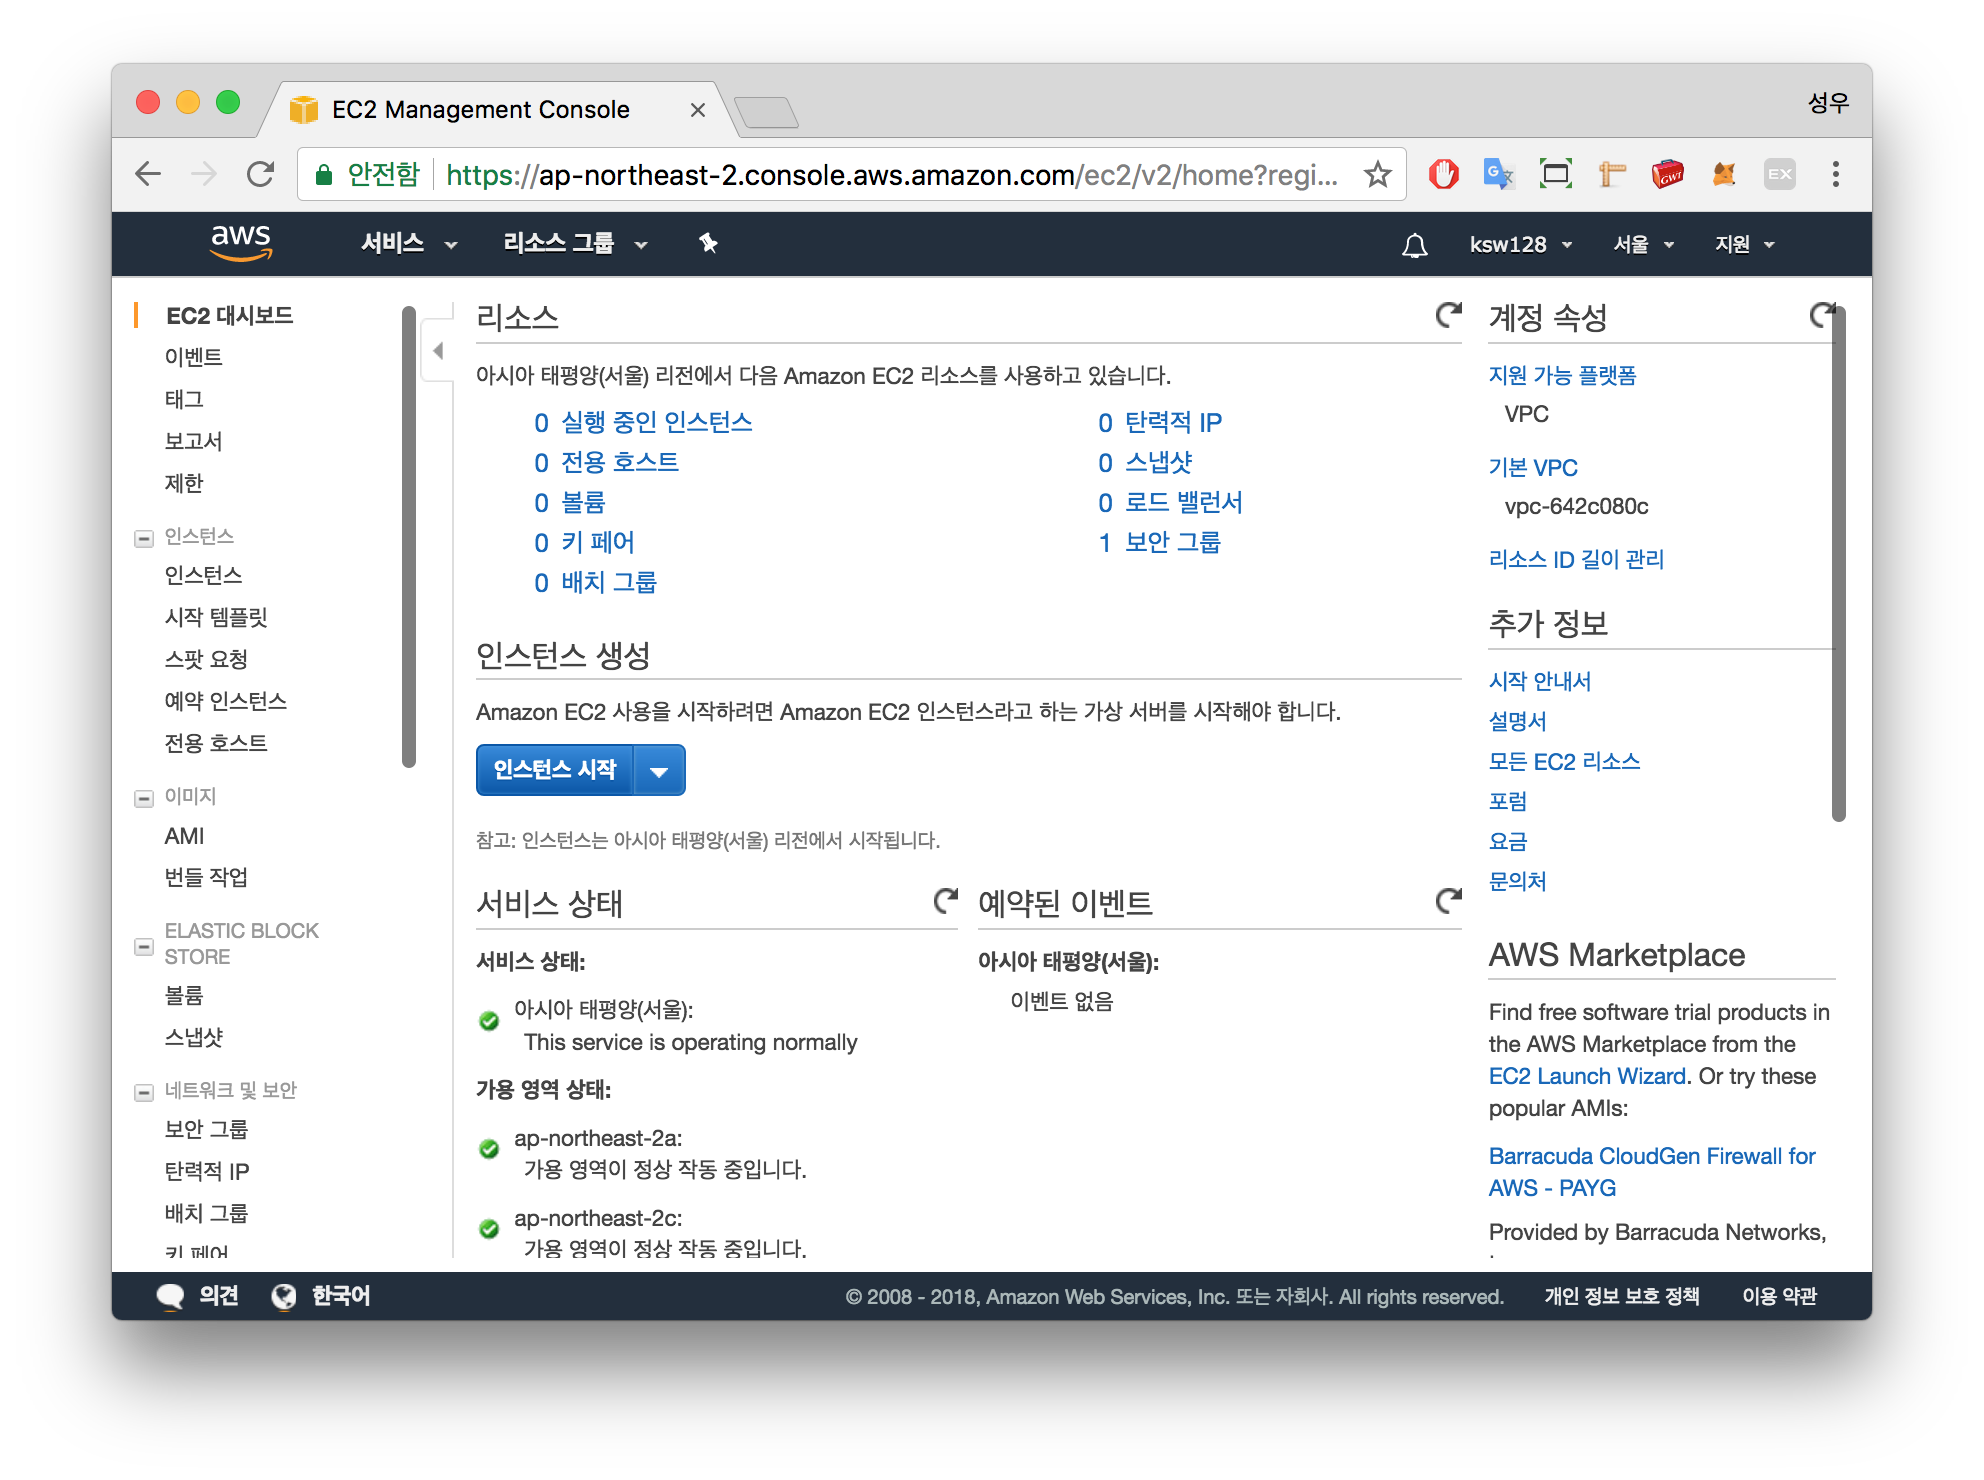 EC2 Management Console
성우
안전함
https://ap-northeast-2.console.aws.amazon.com/ec2/v2/home?regi...
EX
aws
서비스
리소스 그룹
ksw128
서울
지원
EC2 대시보드
이벤트
태그
보고서
제한
인스턴스
인스턴스
시작 템플릿
스팟 요청
예약 인스턴스
전용 호스트
이미지
AMI
번들 작업
ELASTIC BLOCK
STORE
볼륨
스냅샷
네트워크 및 보안
보안 그룹
탄력적 IP
배치 그룹
키 페어
리소스
아시아 태평양(서울) 리전에서 다음 Amazon EC2 리소스를 사용하고 있습니다.
0 실행 중인 인스턴스
0 탄력적 IP
0 전용 호스트
0 스냅샷
0 볼륨
0 로드 밸런서
0 키 페어
1 보안 그룹
0 배치 그룹
인스턴스 생성
Amazon EC2 사용을 시작하려면 Amazon EC2 인스턴스라고 하는 가상 서버를 시작해야 합니다.
인스턴스 시작
참고: 인스턴스는 아시아 태평양(서울) 리전에서 시작됩니다.
서비스 상태
서비스 상태:
아시아 태평양(서울):
This service is operating normally
가용 영역 상태:
ap-northeast-2a:
가용 영역이 정상 작동 중입니다.
ap-northeast-2c:
가용 영역이 정상 작동 중입니다.
예약된 이벤트
아시아 태평양(서울):
이벤트 없음
계정 속성
지원 가능 플랫폼
VPC
기본 VPC
vpc-642c080c
리소스 ID 길이 관리
추가 정보
시작 안내서
설명서
모든 EC2 리소스
포럼
요금
문의처
AWS Marketplace
Find free software trial products in
the AWS Marketplace from the
EC2 Launch Wizard. Or try these
popular AMIs:
Barracuda CloudGen Firewall for
AWS - PAYG
Provided by Barracuda Networks,
의견
한국어
© 2008 - 2018, Amazon Web Services, Inc. 또는 자회사. All rights reserved.
개인 정보 보호 정책
이용 약관